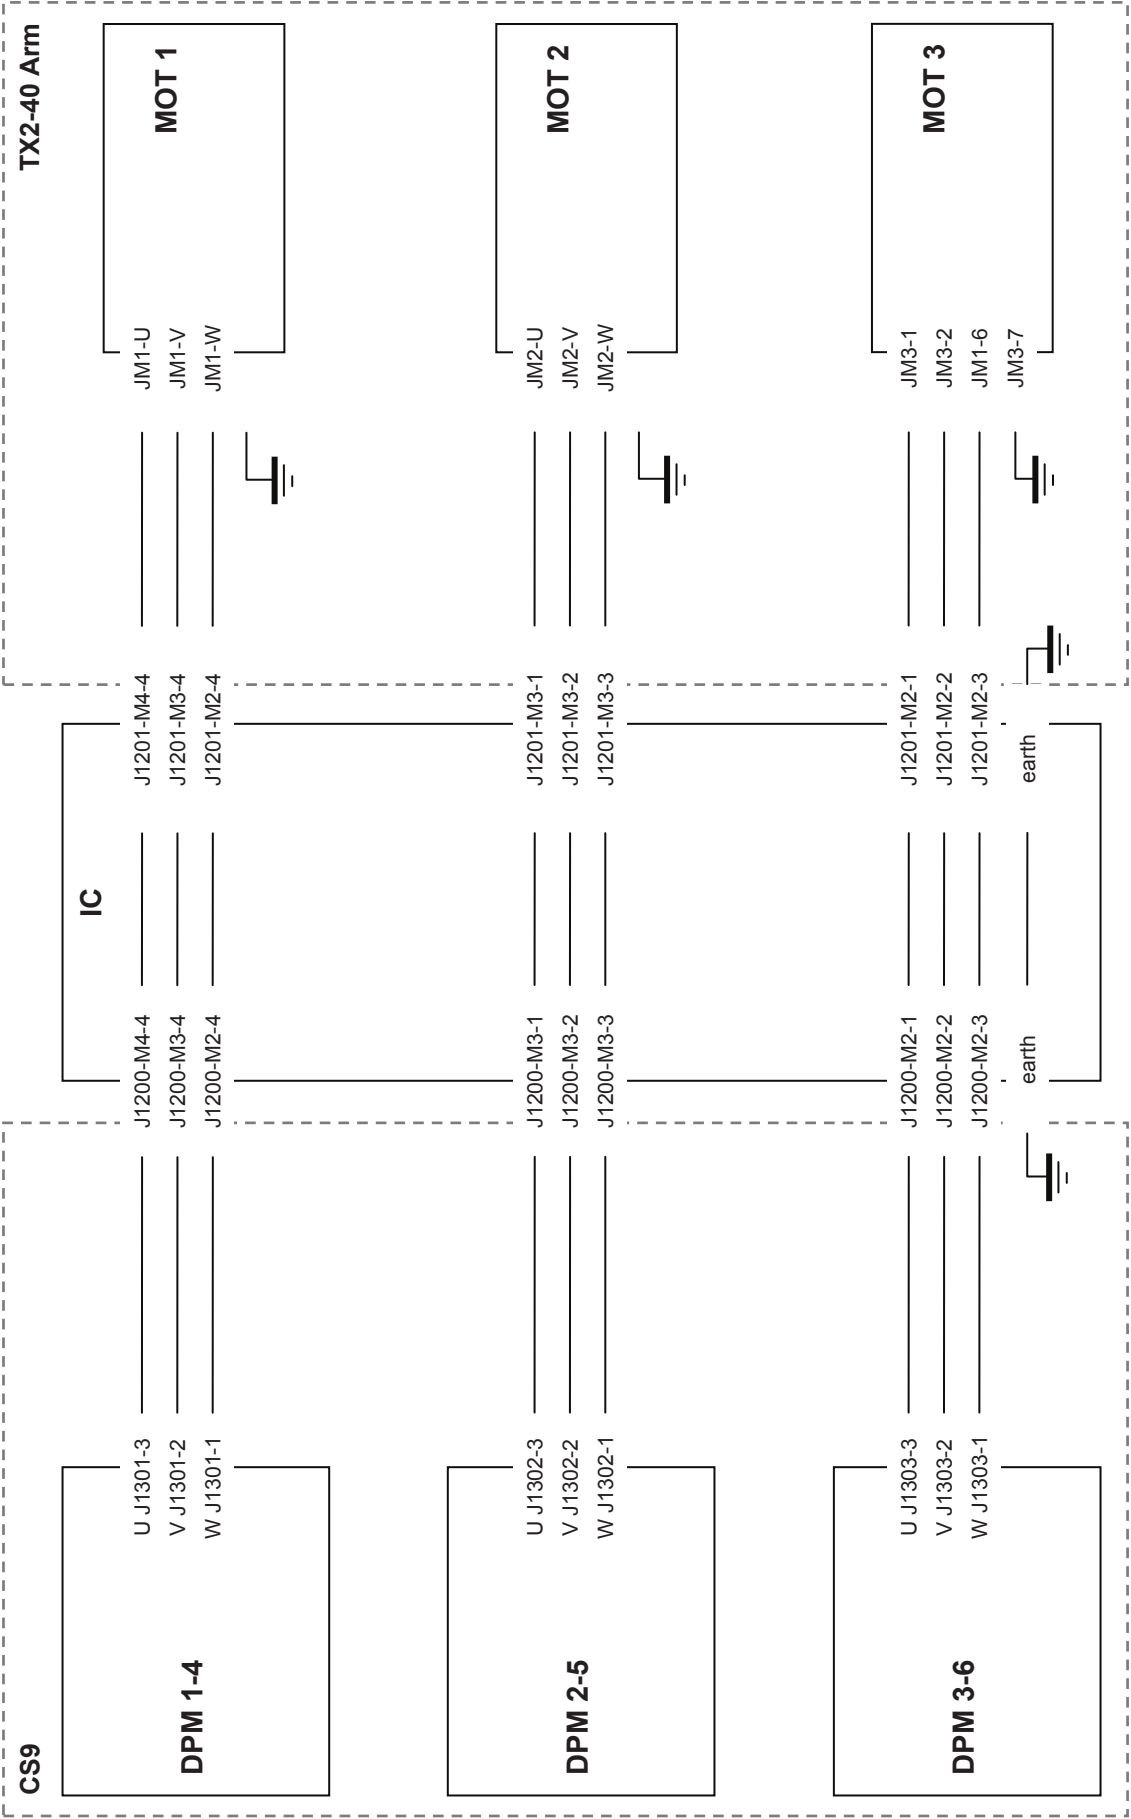 CS9
TX2-40 Arm
IC
DPM 1-4
U J1301-3
V J1301-2
W J1301-1
J1200-M4-4
J1200-M3-4
J1200-M2-4
J1201-M4-4
J1201-M3-4
J1201-M2-4
JM1-U
JM1-V
JM1-W
MOT 1
DPM 2-5
U J1302-3
V J1302-2
W J1302-1
J1200-M3-1
J1200-M3-2
J1200-M3-3
J1201-M3-1
J1201-M3-2
J1201-M3-3
JM2-U
JM2-V
JM2-W
MOT 2
DPM 3-6
U J1303-3
V J1303-2
W J1303-1
J1200-M2-1
J1200-M2-2
J1200-M2-3
earth
J1201-M2-1
J1201-M2-2
J1201-M2-3
earth
JM3-1
JM3-2
JM1-6
JM3-7
MOT 3